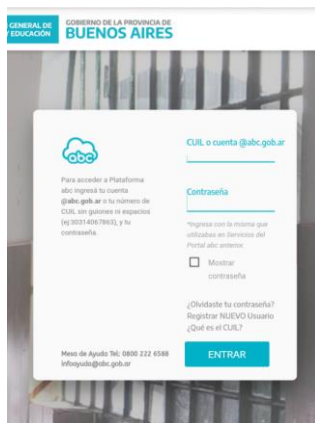 GENERAL DE
EDUCACIÓN
GOBIERNO DE LA PROVINCIA DE
BUENOS AIRES
abc
Para acceder a Plataforma
abc ingresá tu cuenta
@abc.gob.ar o tu número de
CUIL sin guiones ni espacios
(ej:30314067863), y tu
contraseña.
Mesa de Ayuda: Tel: 0800 222 6588
infoayuda@abc.gob.ar
CUIL o cuenta @abc.gob.ar
Contraseña
*Ingresa con la misma que
utilizabas en Servicios del
Portal abc anterior.
Mostrar
contraseña
¿Olvidaste tu contraseña?
Registrar NUEVO Usuario
¿Qué es el CUIL?
ENTRAR